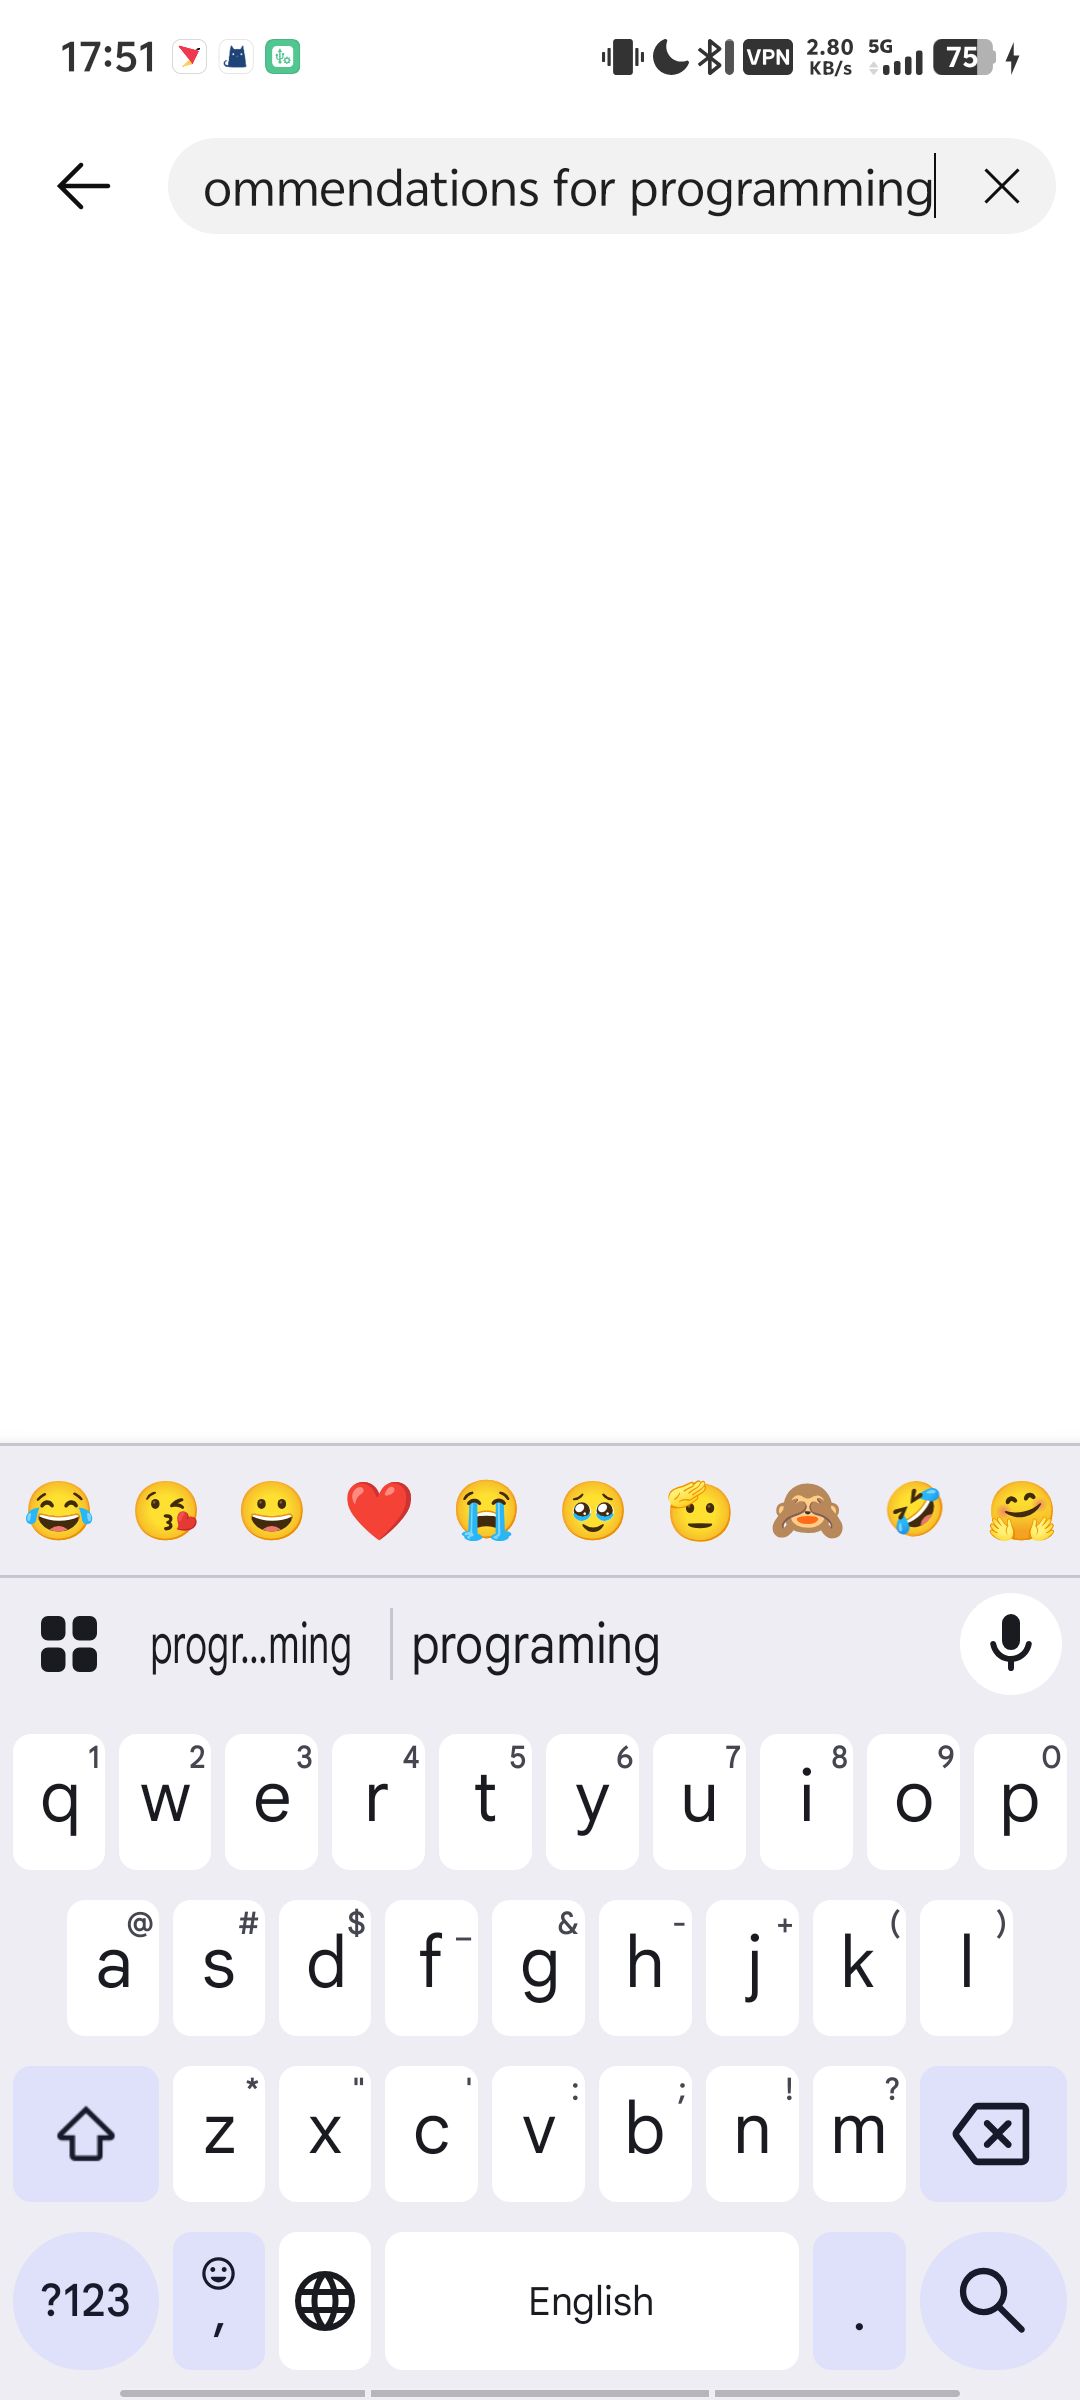 17:51 VPN 2.80 KB/s 5G 75
ommendations for programming
progr...ming programing
1 2 3 4 5 6 7 8 9 0
q w e r t y u i o p
@ # $ _ & - + ( )
a s d f g h j k l
* " ' : ; ! ?
z x c v b n m
?123 , English .